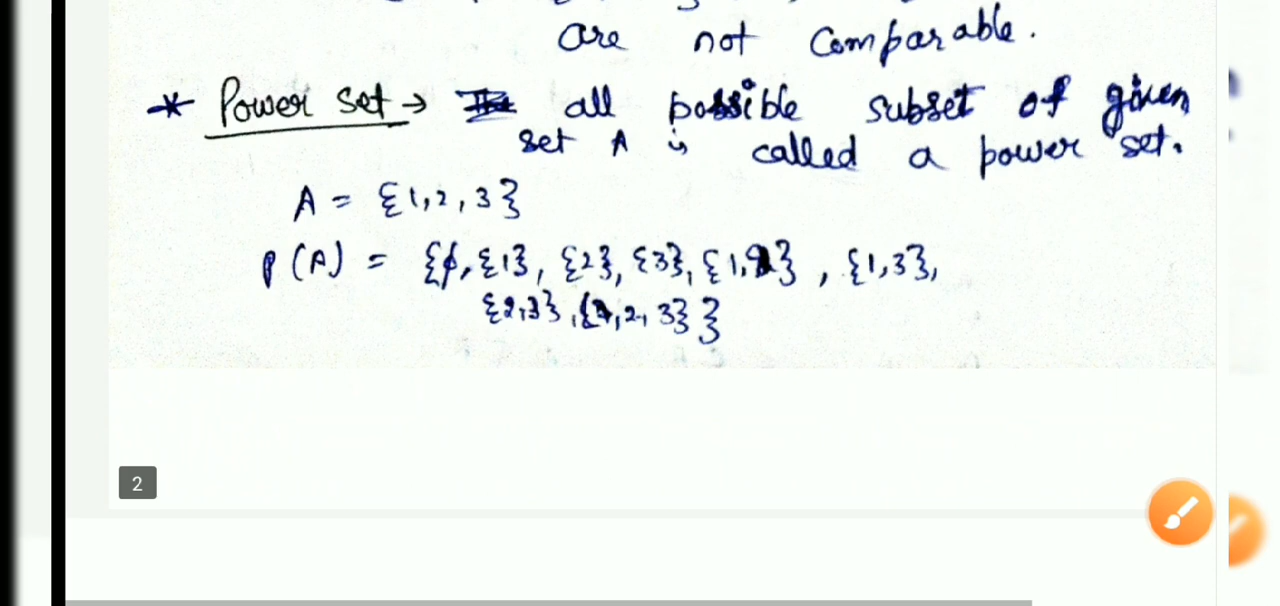 are not Comparable.
* Power set → all possible subset of given
set A is called a power set.
A = {1, 2, 3}
P(A) = {ϕ, {1}, {2}, {3}, {1,2}, {1,3},
{2,3}, {1,2,3}}
2